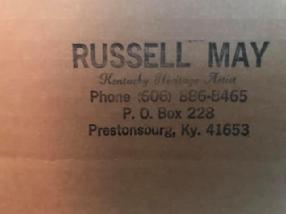 RUSSELL MAY
Kentucky Heritage Artist
Phone (606) 886-8465
P. O. Box 228
Prestonsburg, Ky. 41653